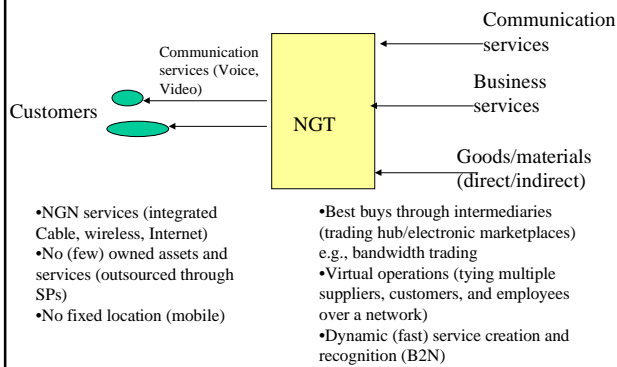 Communication
services
Communication
services (Voice,
Video)
Business
services
Customers
NGT
Goods/materials
(direct/indirect)
•NGN services (integrated
Cable, wireless, Internet)
•No (few) owned assets and
services (outsourced through
SPs)
•No fixed location (mobile)
•Best buys through intermediaries
(trading hub/electronic marketplaces)
e.g., bandwidth trading
•Virtual operations (tying multiple
suppliers, customers, and employees
over a network)
•Dynamic (fast) service creation and
recognition (B2N)